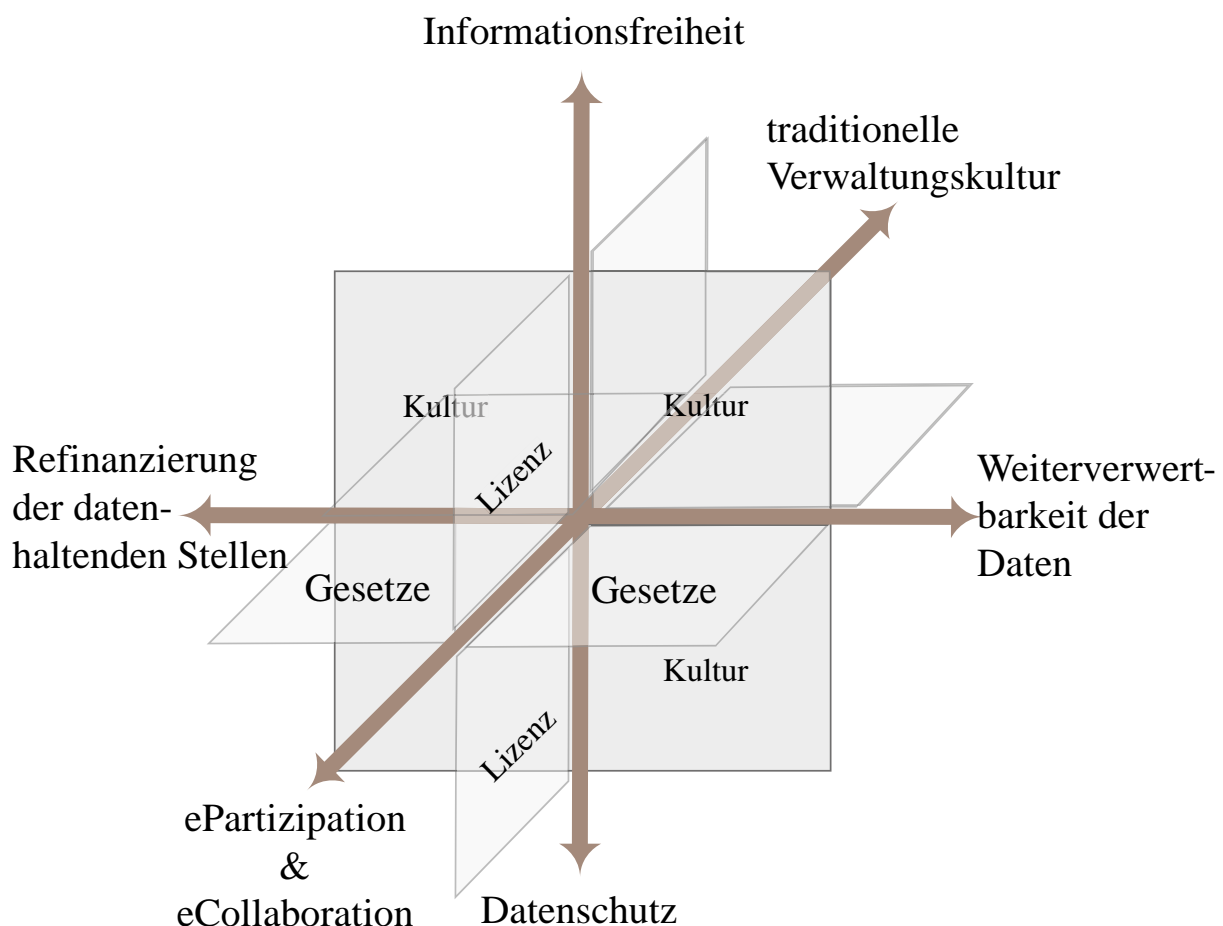 Informationsfreiheit
traditionelle
Verwaltungskultur
Kultur
Kultur
Lizenz
Refinanzierung
der daten-
haltenden Stellen
Weiterverwert-
barkeit der
Daten
Gesetze
Gesetze
Kultur
Lizenz
ePartizipation
&
eCollaboration
Datenschutz